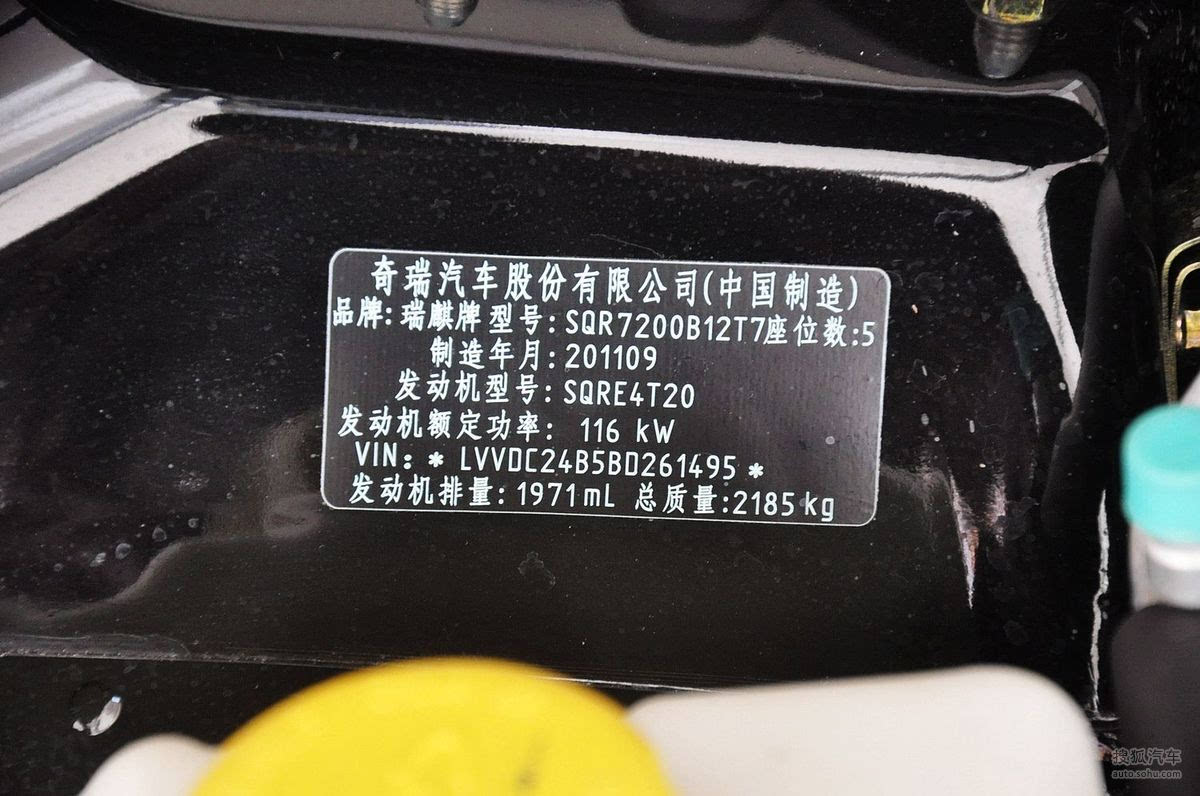 奇瑞汽车股份有限公司(中国制造)
品牌:瑞麒牌 型号:SQR7200B12T7座位数:5
制造年月:201109
发动机型号:SQRE4T20
发动机额定功率: 116 kW
VIN:* LVVDC24B5BD261495 *
发动机排量:1971mL 总质量:2185kg
搜狐汽车
auto.sohu.com